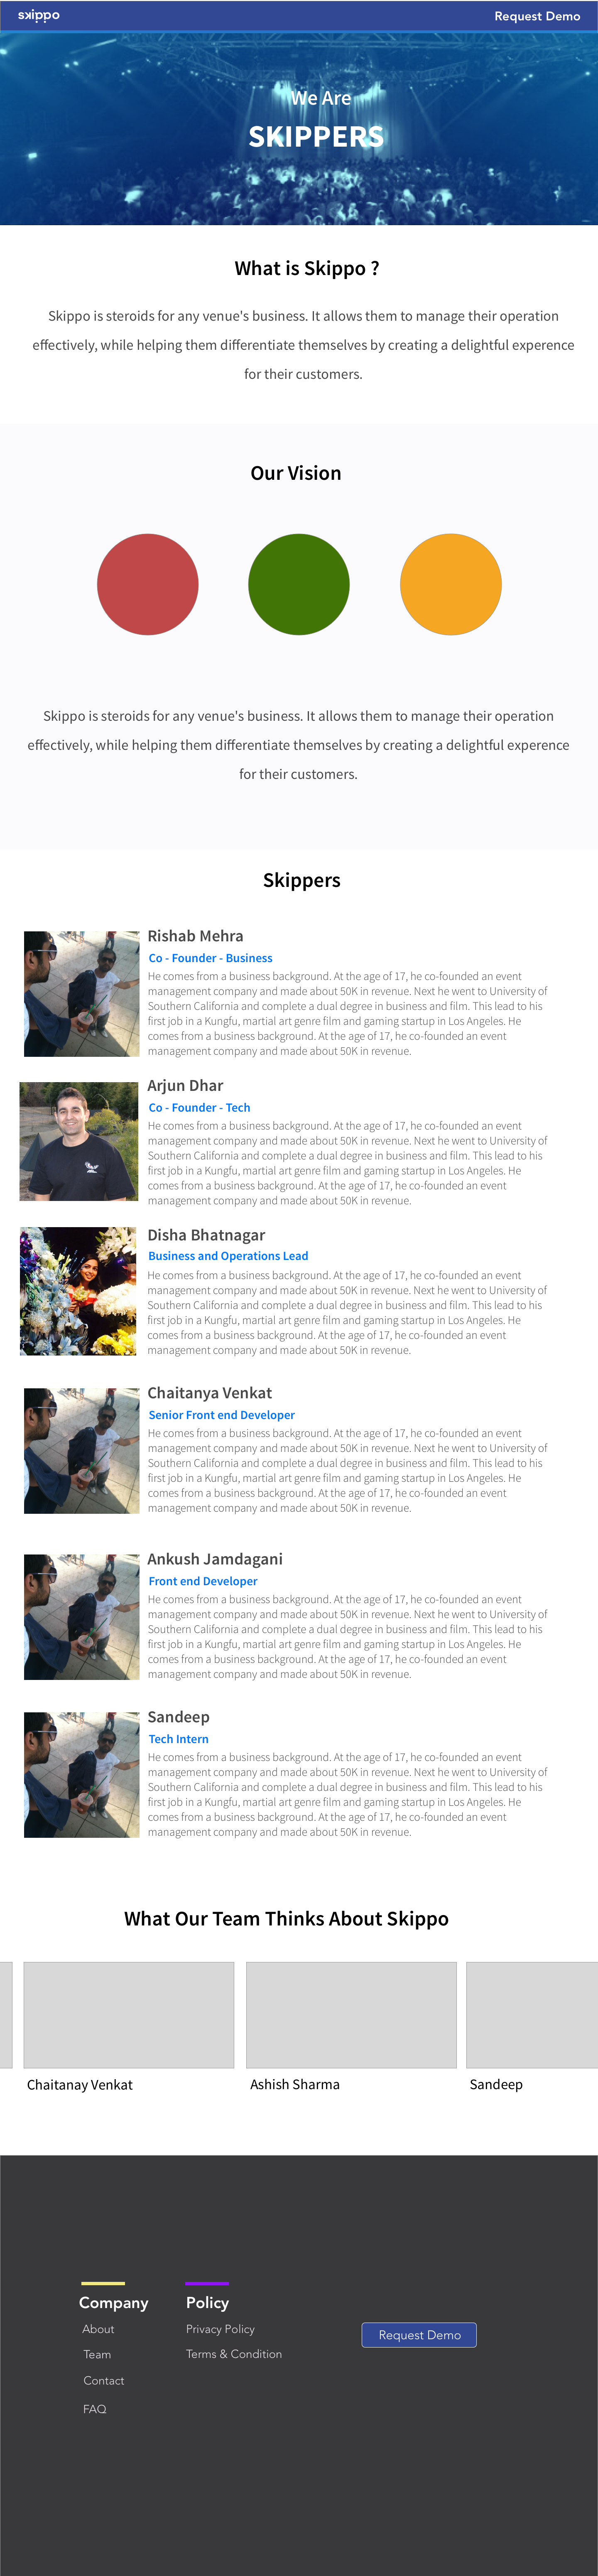 skippo
Request Demo
We Are
SKIPPERS
What is Skippo ?
Skippo is steroids for any venue's business. It allows them to manage their operation
effectively, while helping them differentiate themselves by creating a delightful experence
for their customers.
Our Vision
Skippo is steroids for any venue's business. It allows them to manage their operation
effectively, while helping them differentiate themselves by creating a delightful experence
for their customers.
Skippers
Rishab Mehra
Co - Founder - Business
He comes from a business background. At the age of 17, he co-founded an event
management company and made about 50K in revenue. Next he went to University of
Southern California and complete a dual degree in business and film. This lead to his
first job in a Kungfu, martial art genre film and gaming startup in Los Angeles. He
comes from a business background. At the age of 17, he co-founded an event
management company and made about 50K in revenue.
Arjun Dhar
Co - Founder - Tech
He comes from a business background. At the age of 17, he co-founded an event
management company and made about 50K in revenue. Next he went to University of
Southern California and complete a dual degree in business and film. This lead to his
first job in a Kungfu, martial art genre film and gaming startup in Los Angeles. He
comes from a business background. At the age of 17, he co-founded an event
management company and made about 50K in revenue.
Disha Bhatnagar
Business and Operations Lead
He comes from a business background. At the age of 17, he co-founded an event
management company and made about 50K in revenue. Next he went to University of
Southern California and complete a dual degree in business and film. This lead to his
first job in a Kungfu, martial art genre film and gaming startup in Los Angeles. He
comes from a business background. At the age of 17, he co-founded an event
management company and made about 50K in revenue.
Chaitanya Venkat
Senior Front end Developer
He comes from a business background. At the age of 17, he co-founded an event
management company and made about 50K in revenue. Next he went to University of
Southern California and complete a dual degree in business and film. This lead to his
first job in a Kungfu, martial art genre film and gaming startup in Los Angeles. He
comes from a business background. At the age of 17, he co-founded an event
management company and made about 50K in revenue.
Ankush Jamdagani
Front end Developer
He comes from a business background. At the age of 17, he co-founded an event
management company and made about 50K in revenue. Next he went to University of
Southern California and complete a dual degree in business and film. This lead to his
first job in a Kungfu, martial art genre film and gaming startup in Los Angeles. He
comes from a business background. At the age of 17, he co-founded an event
management company and made about 50K in revenue.
Sandeep
Tech Intern
He comes from a business background. At the age of 17, he co-founded an event
management company and made about 50K in revenue. Next he went to University of
Southern California and complete a dual degree in business and film. This lead to his
first job in a Kungfu, martial art genre film and gaming startup in Los Angeles. He
comes from a business background. At the age of 17, he co-founded an event
management company and made about 50K in revenue.
What Our Team Thinks About Skippo
Chaitanay Venkat
Ashish Sharma
Sandeep
Company
About
Team
Contact
FAQ
Policy
Privacy Policy
Terms & Condition
Request Demo